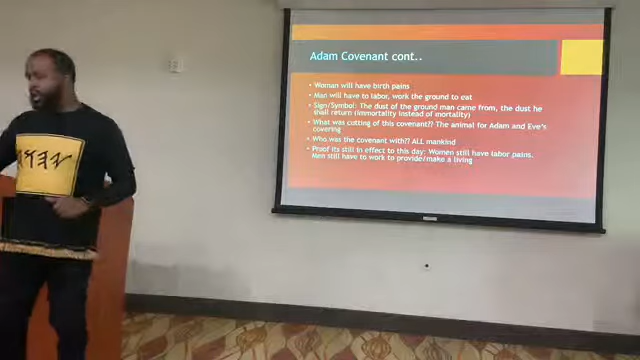 𐤉𐤄𐤅𐤄
Adam Covenant cont..
• Woman will have birth pains
• Man will have to labor, work the ground to eat
• Sign/Symbol: The dust of the ground man came from, the dust he
shall return (immortality instead of mortality)
• What was cutting of this covenant?? The animal for Adam and Eve's
covering
• Who was the covenant with?? ALL mankind
• Proof its still in effect to this day: Women still have labor pains.
Men still have to work to provide/make a living